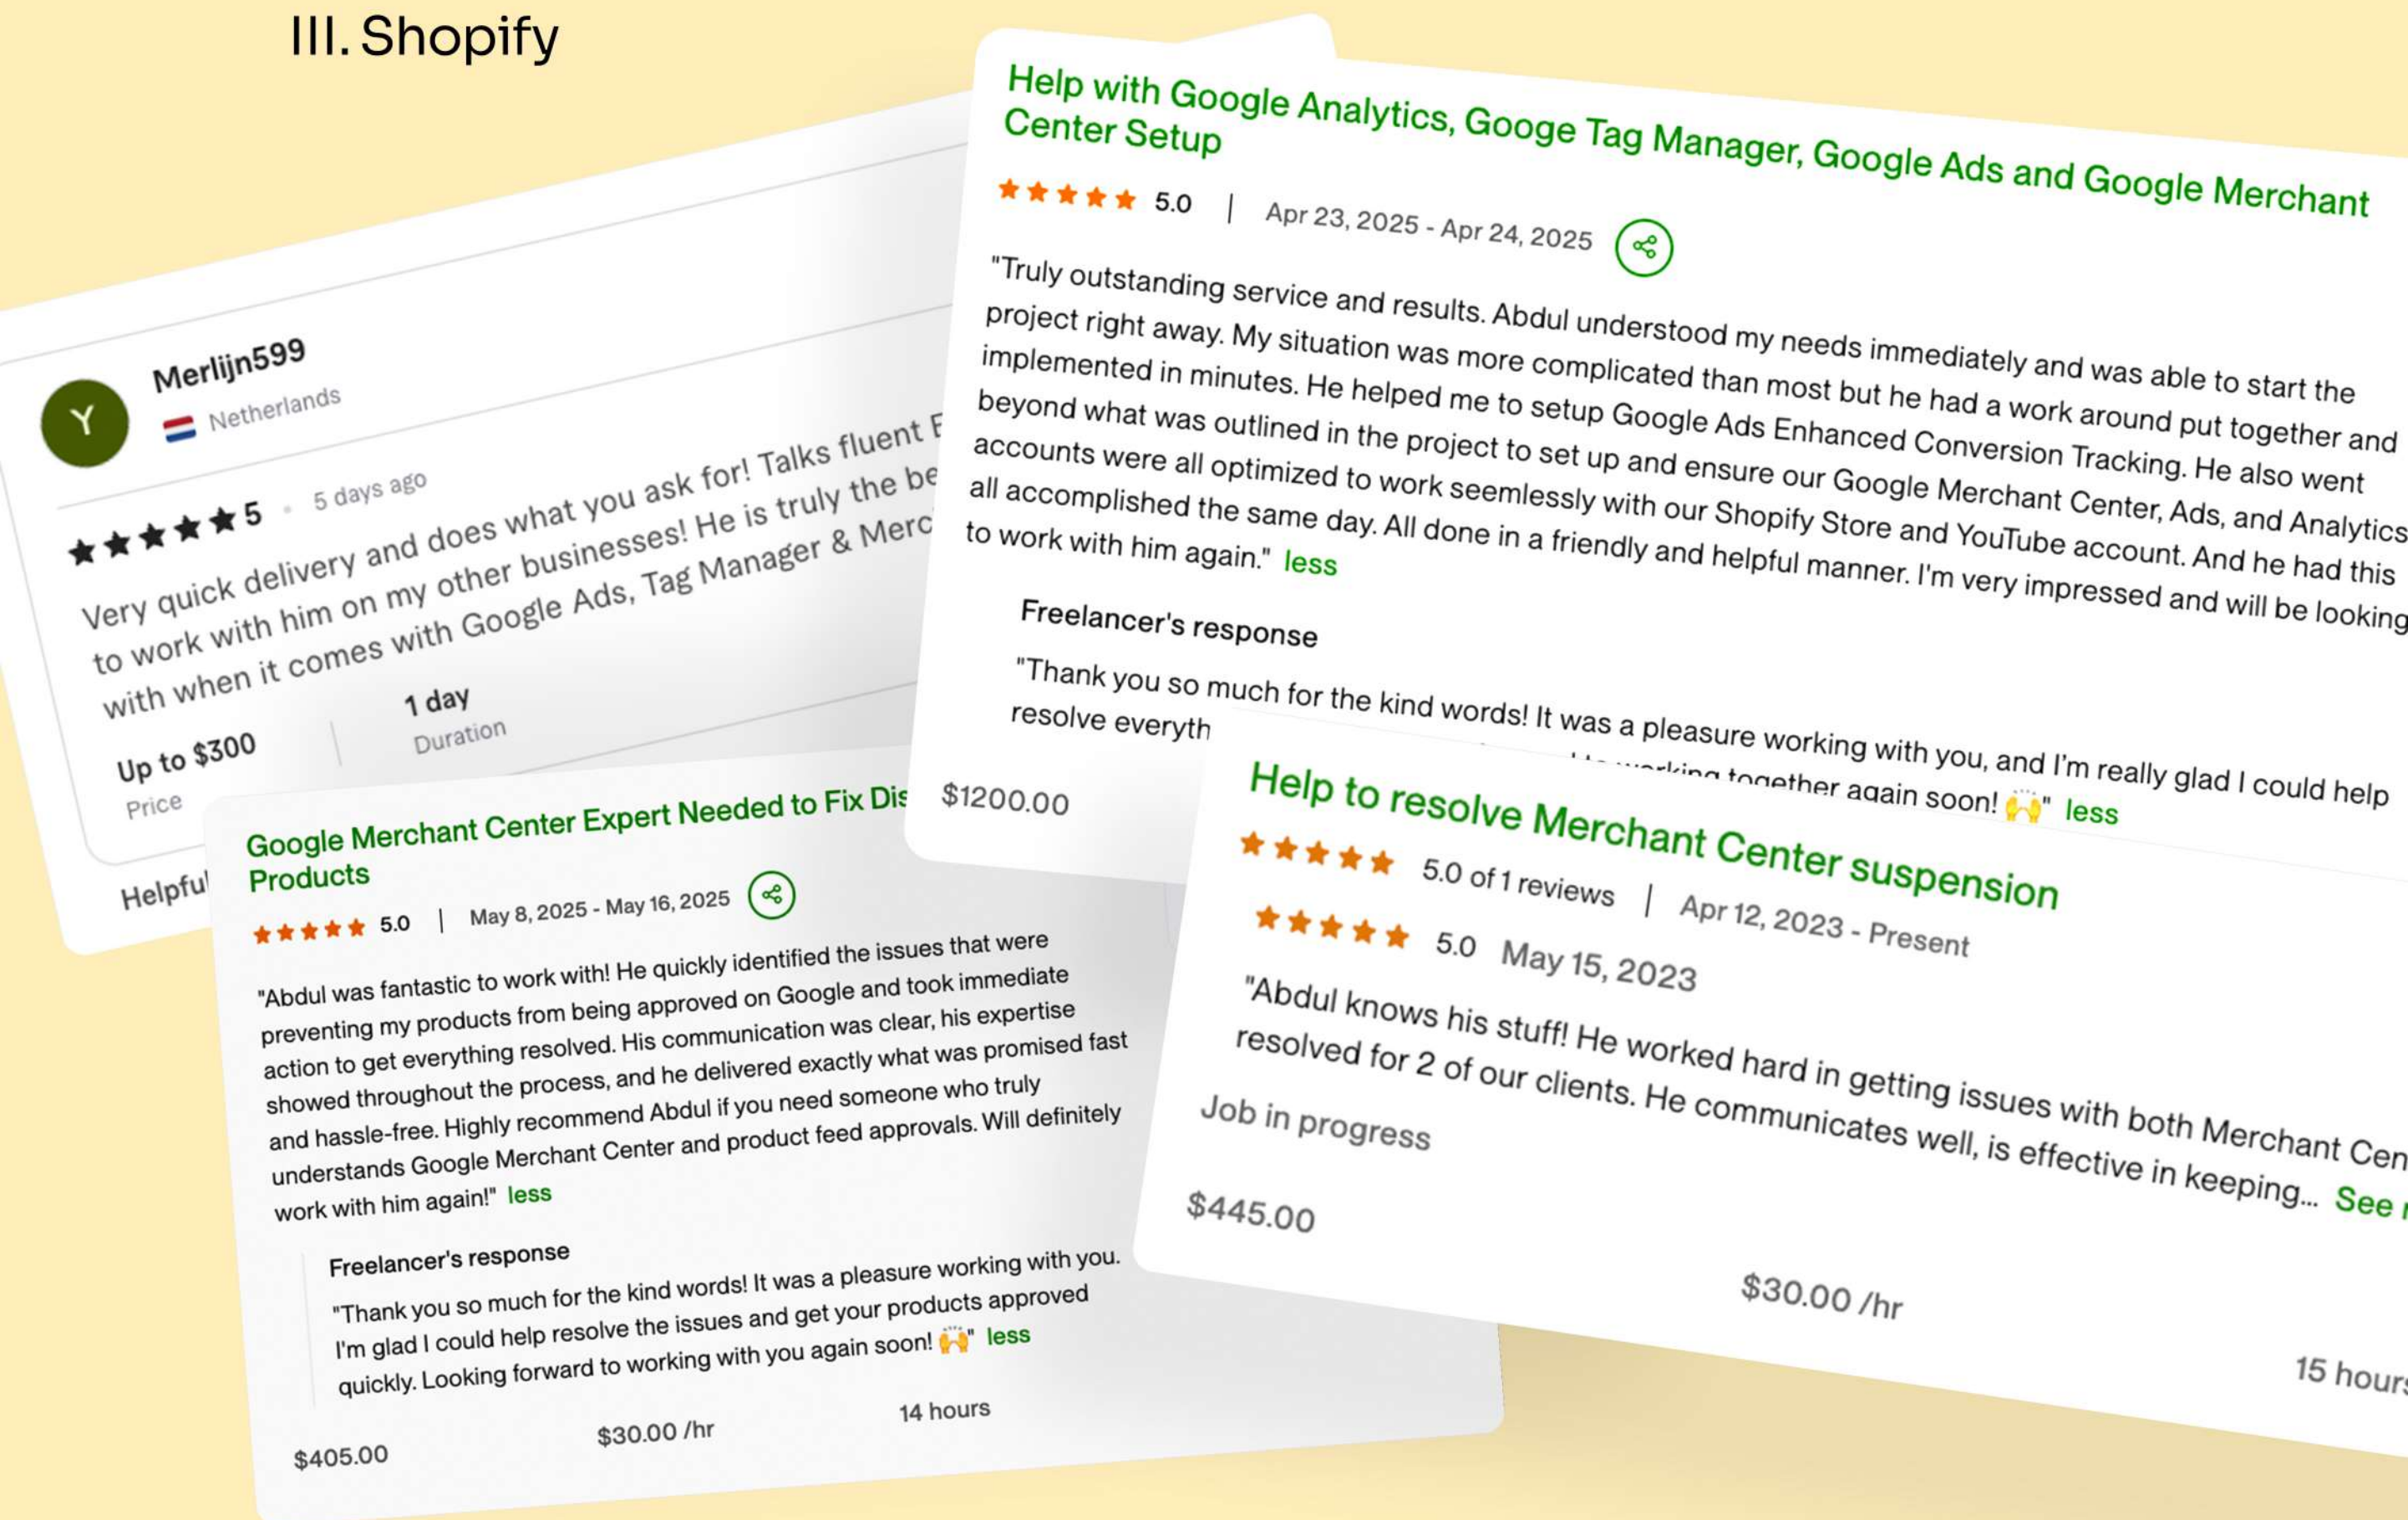 III. Shopify
Merlijn599
Y
Netherlands
5
5 days ago
Very quick delivery and does what you ask for! Talks fluent
to work with him on my other businesses! He is truly the
with when it comes with Google Ads, Tag Manager &
Up to $300
Price
1 day
Duration
Helpful
Help with Google Analytics, Googe Tag Manager, Google Ads and Google Merchant
Center Setup
5.0 | Apr 23, 2025 - Apr 24, 2025
"Truly outstanding service and results. Abdul understood my needs immediately and was able to start the
project right away. My situation was more complicated than most but he had a work around put together and
implemented in minutes. He helped me to setup Google Ads Enhanced Conversion Tracking. He also went
beyond what was outlined in the project to set up and ensure our Google Merchant Center, Ads, and Analytics
accounts were all optimized to work seemlessly with our Shopify Store and YouTube account. And he had this
all accomplished the same day. All done in a friendly and helpful manner. I'm very impressed and will be looking
to work with him again." less
Freelancer's response
"Thank you so much for the kind words! It was a pleasure working with you, and I'm really glad I could help
resolve everyth
working together again soon! 🙌" less
$1200.00
Google Merchant Center Expert Needed to Fix Dis
Products
5.0 | May 8, 2025 - May 16, 2025
"Abdul was fantastic to work with! He quickly identified the issues that were
preventing my products from being approved on Google and took immediate
action to get everything resolved. His communication was clear, his expertise
showed throughout the process, and he delivered exactly what was promised fast
and hassle-free. Highly recommend Abdul if you need someone who truly
understands Google Merchant Center and product feed approvals. Will definitely
work with him again!" less
Freelancer's response
"Thank you so much for the kind words! It was a pleasure working with you.
I'm glad I could help resolve the issues and get your products approved
quickly. Looking forward to working with you again soon! 🙌" less
$405.00
$30.00 /hr
14 hours
Help to resolve Merchant Center suspension
5.0 of 1 reviews | Apr 12, 2023 - Present
5.0 May 15, 2023
"Abdul knows his stuff! He worked hard in getting issues with both Merchant Cen
resolved for 2 of our clients. He communicates well, is effective in keeping... See
Job in progress
$445.00
$30.00 /hr
15 hours